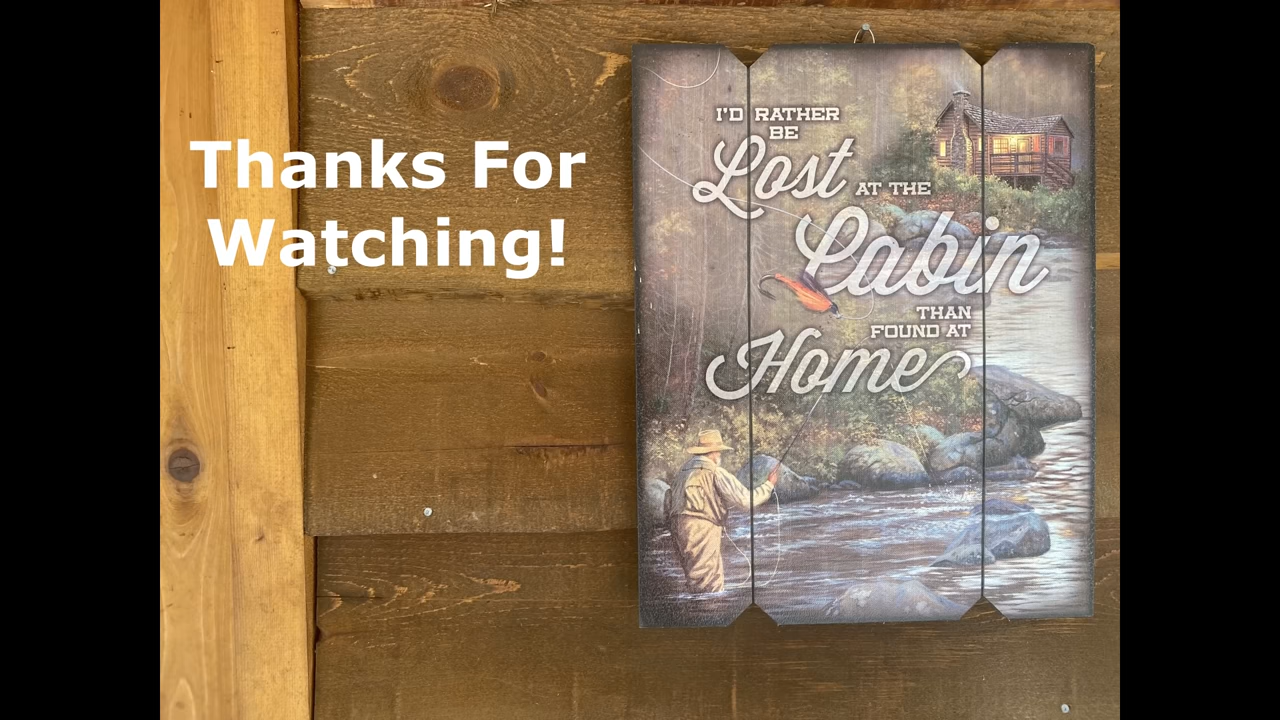 Thanks For
Watching!
I'D RATHER
BE
Lost AT THE
Cabin
THAN
FOUND AT
Home